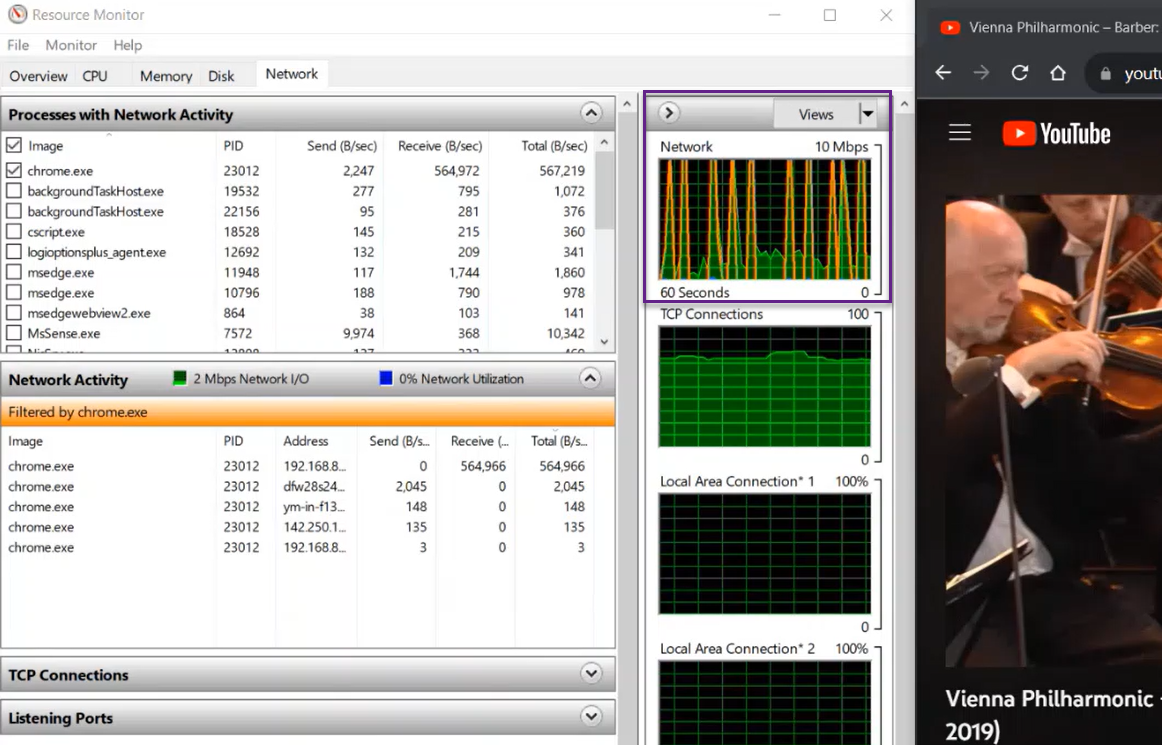 Resource Monitor
File Monitor Help
Overview CPU Memory Disk Network
Processes with Network Activity
Image PID Send (B/sec) Receive (B/sec) Total (B/sec)
chrome.exe 23012 2,247 564,972 567,219
backgroundTaskHost.exe 19532 277 795 1,072
backgroundTaskHost.exe 22156 95 281 376
cscript.exe 18528 145 215 360
logioptionsplus_agent.exe 12692 132 209 341
msedge.exe 11948 117 1,744 1,860
msedge.exe 10796 188 790 978
msedgewebview2.exe 864 38 103 141
MsSense.exe 7572 9,974 368 10,342
Network Activity 2 Mbps Network I/O 0% Network Utilization
Filtered by chrome.exe
Image PID Address Send (B/s... Receive (... Total (B/s...
chrome.exe 23012 192.168.8... 0 564,966 564,966
chrome.exe 23012 dfw28s24... 2,045 0 2,045
chrome.exe 23012 ym-in-f13... 148 0 148
chrome.exe 23012 142.250.1... 135 0 135
chrome.exe 23012 192.168.8... 3 0 3
TCP Connections
Listening Ports
Views
Network 10 Mbps
60 Seconds 0
TCP Connections 100
0
Local Area Connection* 1 100%
0
Local Area Connection* 2 100%
Vienna Philharmonic – Barber:
youtu
YouTube
Vienna Philharmonic -
2019)